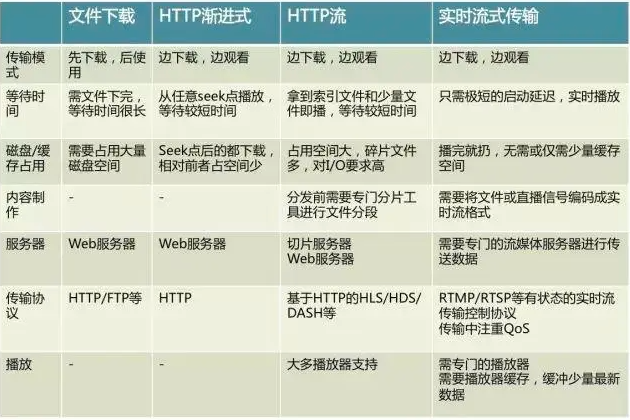 文件下载 HTTP渐进式 HTTP流 实时流式传输
传输模式 先下载，后使用 边下载，边观看 边下载，边观看 边下载，边观看
等待时间 需文件下完，等待时间很长 从任意seek点播放，等待较短时间 拿到索引文件和少量文件即播，等待较短时间 只需极短的启动延迟，实时播放
磁盘/缓存占用 需要占用大量磁盘空间 Seek点后的都下载，相对前者占空间少 占用空间大，碎片文件多，对I/O要求高 播完就扔，无需或仅需少量缓存空间
内容制作 - - 分发前需要专门分片工具进行文件分段 需要将文件或直播信号编码成实时流格式
服务器 Web服务器 Web服务器 切片服务器 Web服务器 需要专门的流媒体服务器进行传送数据
传输协议 HTTP/FTP等 HTTP 基于HTTP的HLS/HDS/DASH等 RTMP/RTSP等有状态的实时流传输控制协议 传输中注重QoS
播放 - - 大多播放器支持 需专门的播放器 需要播放器缓存，缓冲少量最新数据